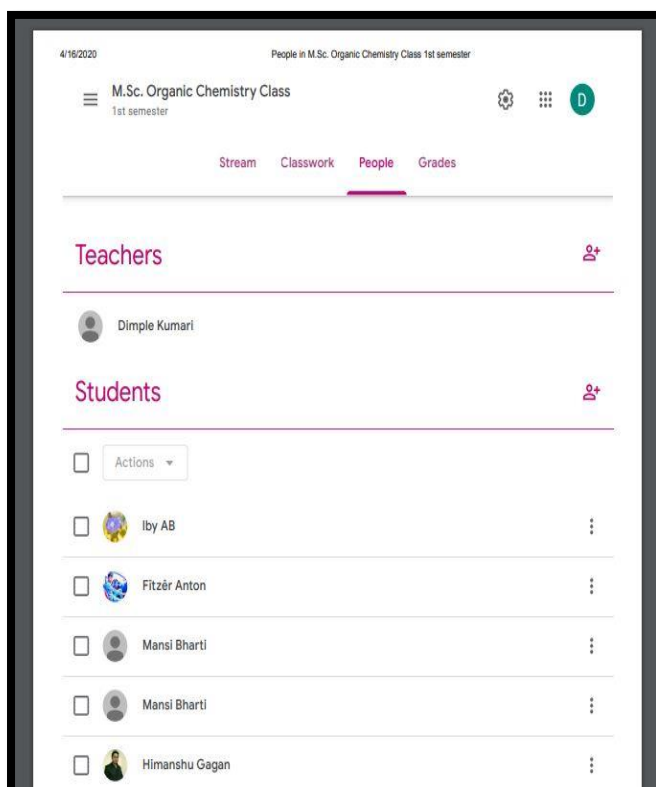 4/16/2020 People in M.Sc. Organic Chemistry Class 1st semester
M.Sc. Organic Chemistry Class
1st semester
D
Stream Classwork People Grades
Teachers
Dimple Kumari
Students
Actions
Iby AB
Fitzêr Anton
Mansi Bharti
Mansi Bharti
Himanshu Gagan